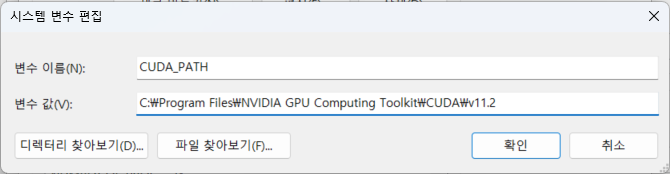 시스템 변수 편집
변수 이름(N):
CUDA_PATH
변수 값(V):
C:₩Program Files₩NVIDIA GPU Computing Toolkit₩CUDA₩v11.2
디렉터리 찾아보기(D)...
파일 찾아보기(F)...
확인
취소